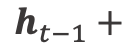 h_{t-1} +